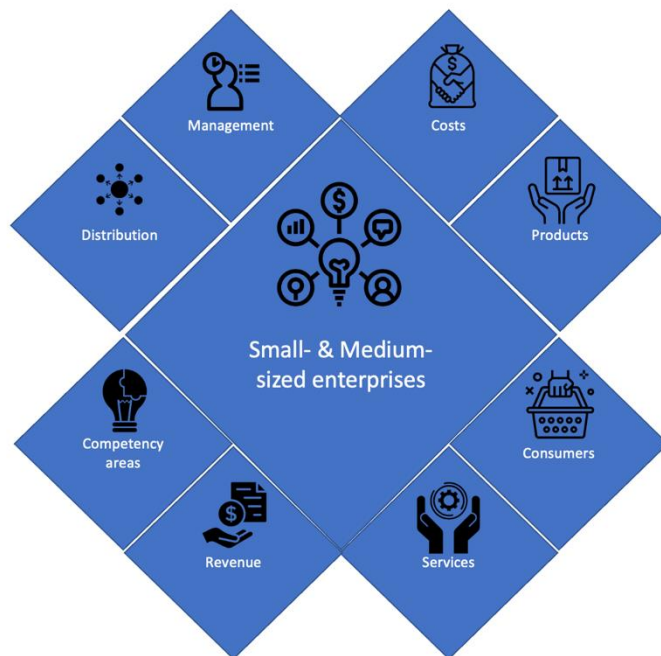 Management
Costs
Distribution
Products
Small- & Medium-
sized enterprises
Competency
areas
Consumers
Revenue
Services